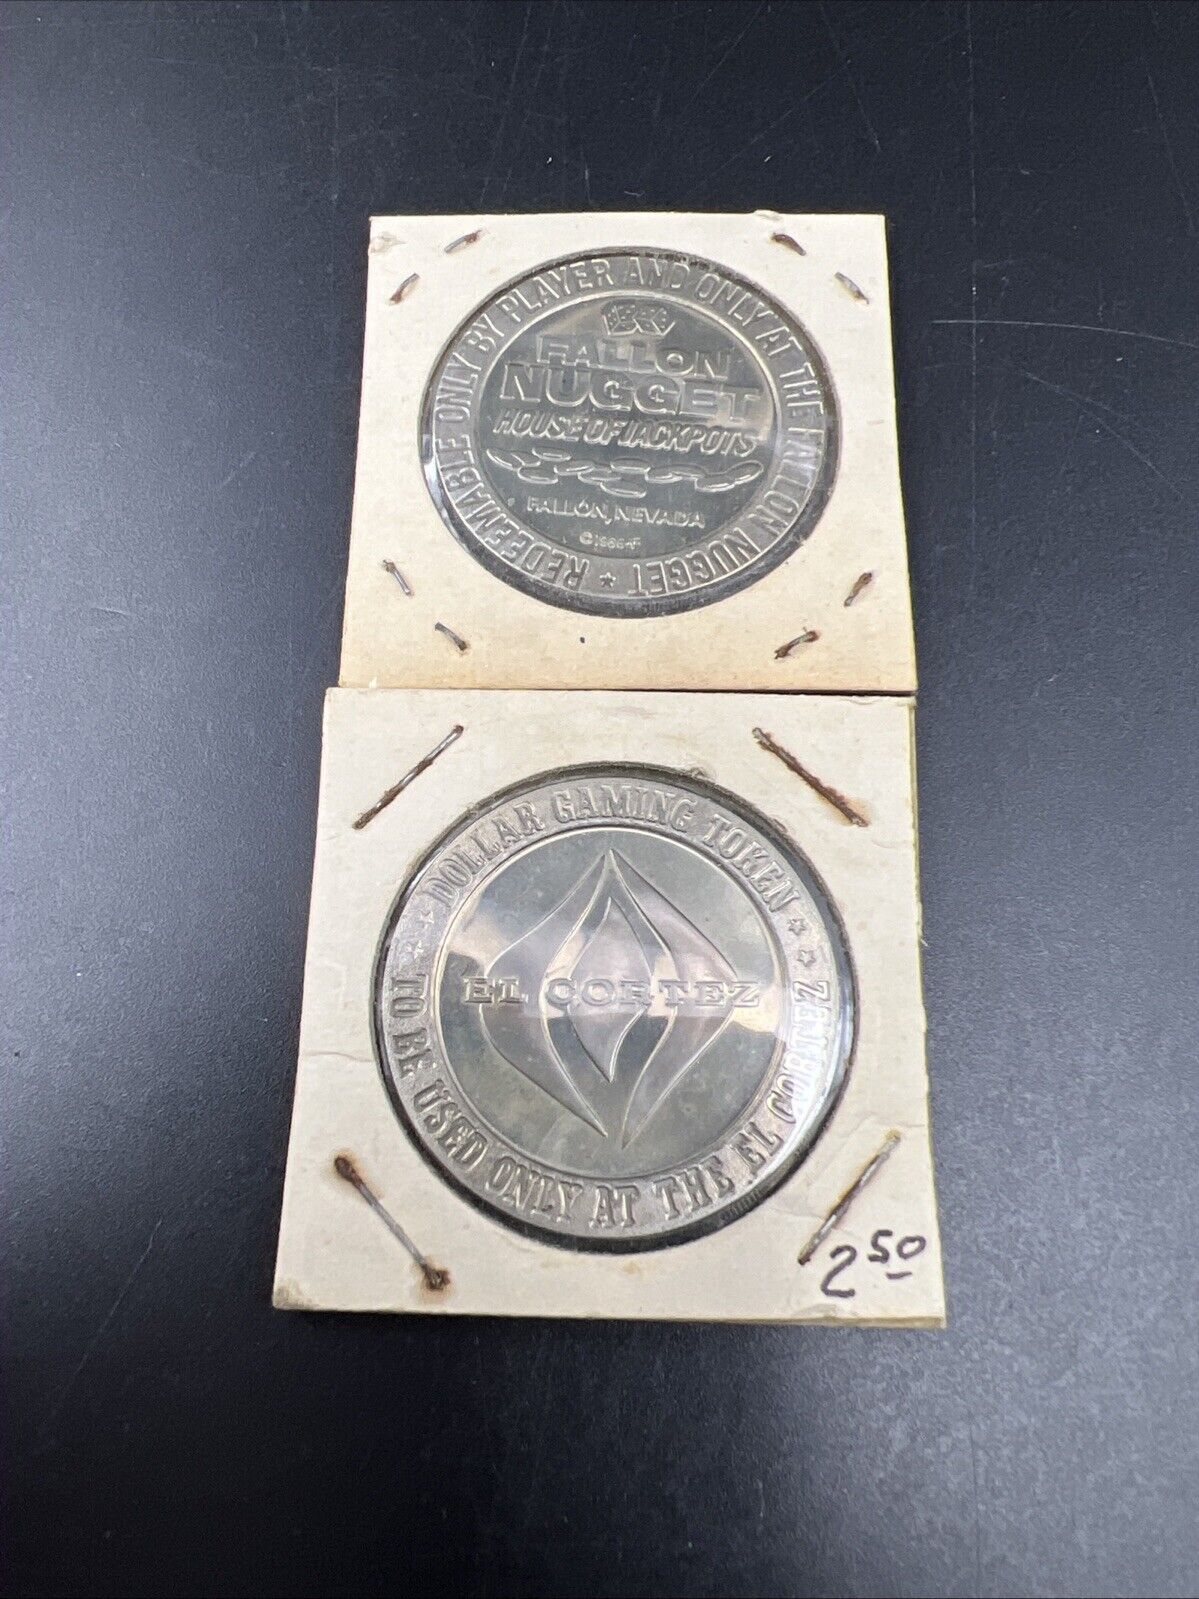 REDEEMABLE ONLY BY PLAYER AND ONLY AT THE FALLON NUGGET
FALLON
NUGGET
HOUSE OF JACKPOTS
FALLON, NEVADA
DOLLAR GAMING TOKEN
EL CORTEZ
TO BE USED ONLY AT THE EL CORTEZ
2 50